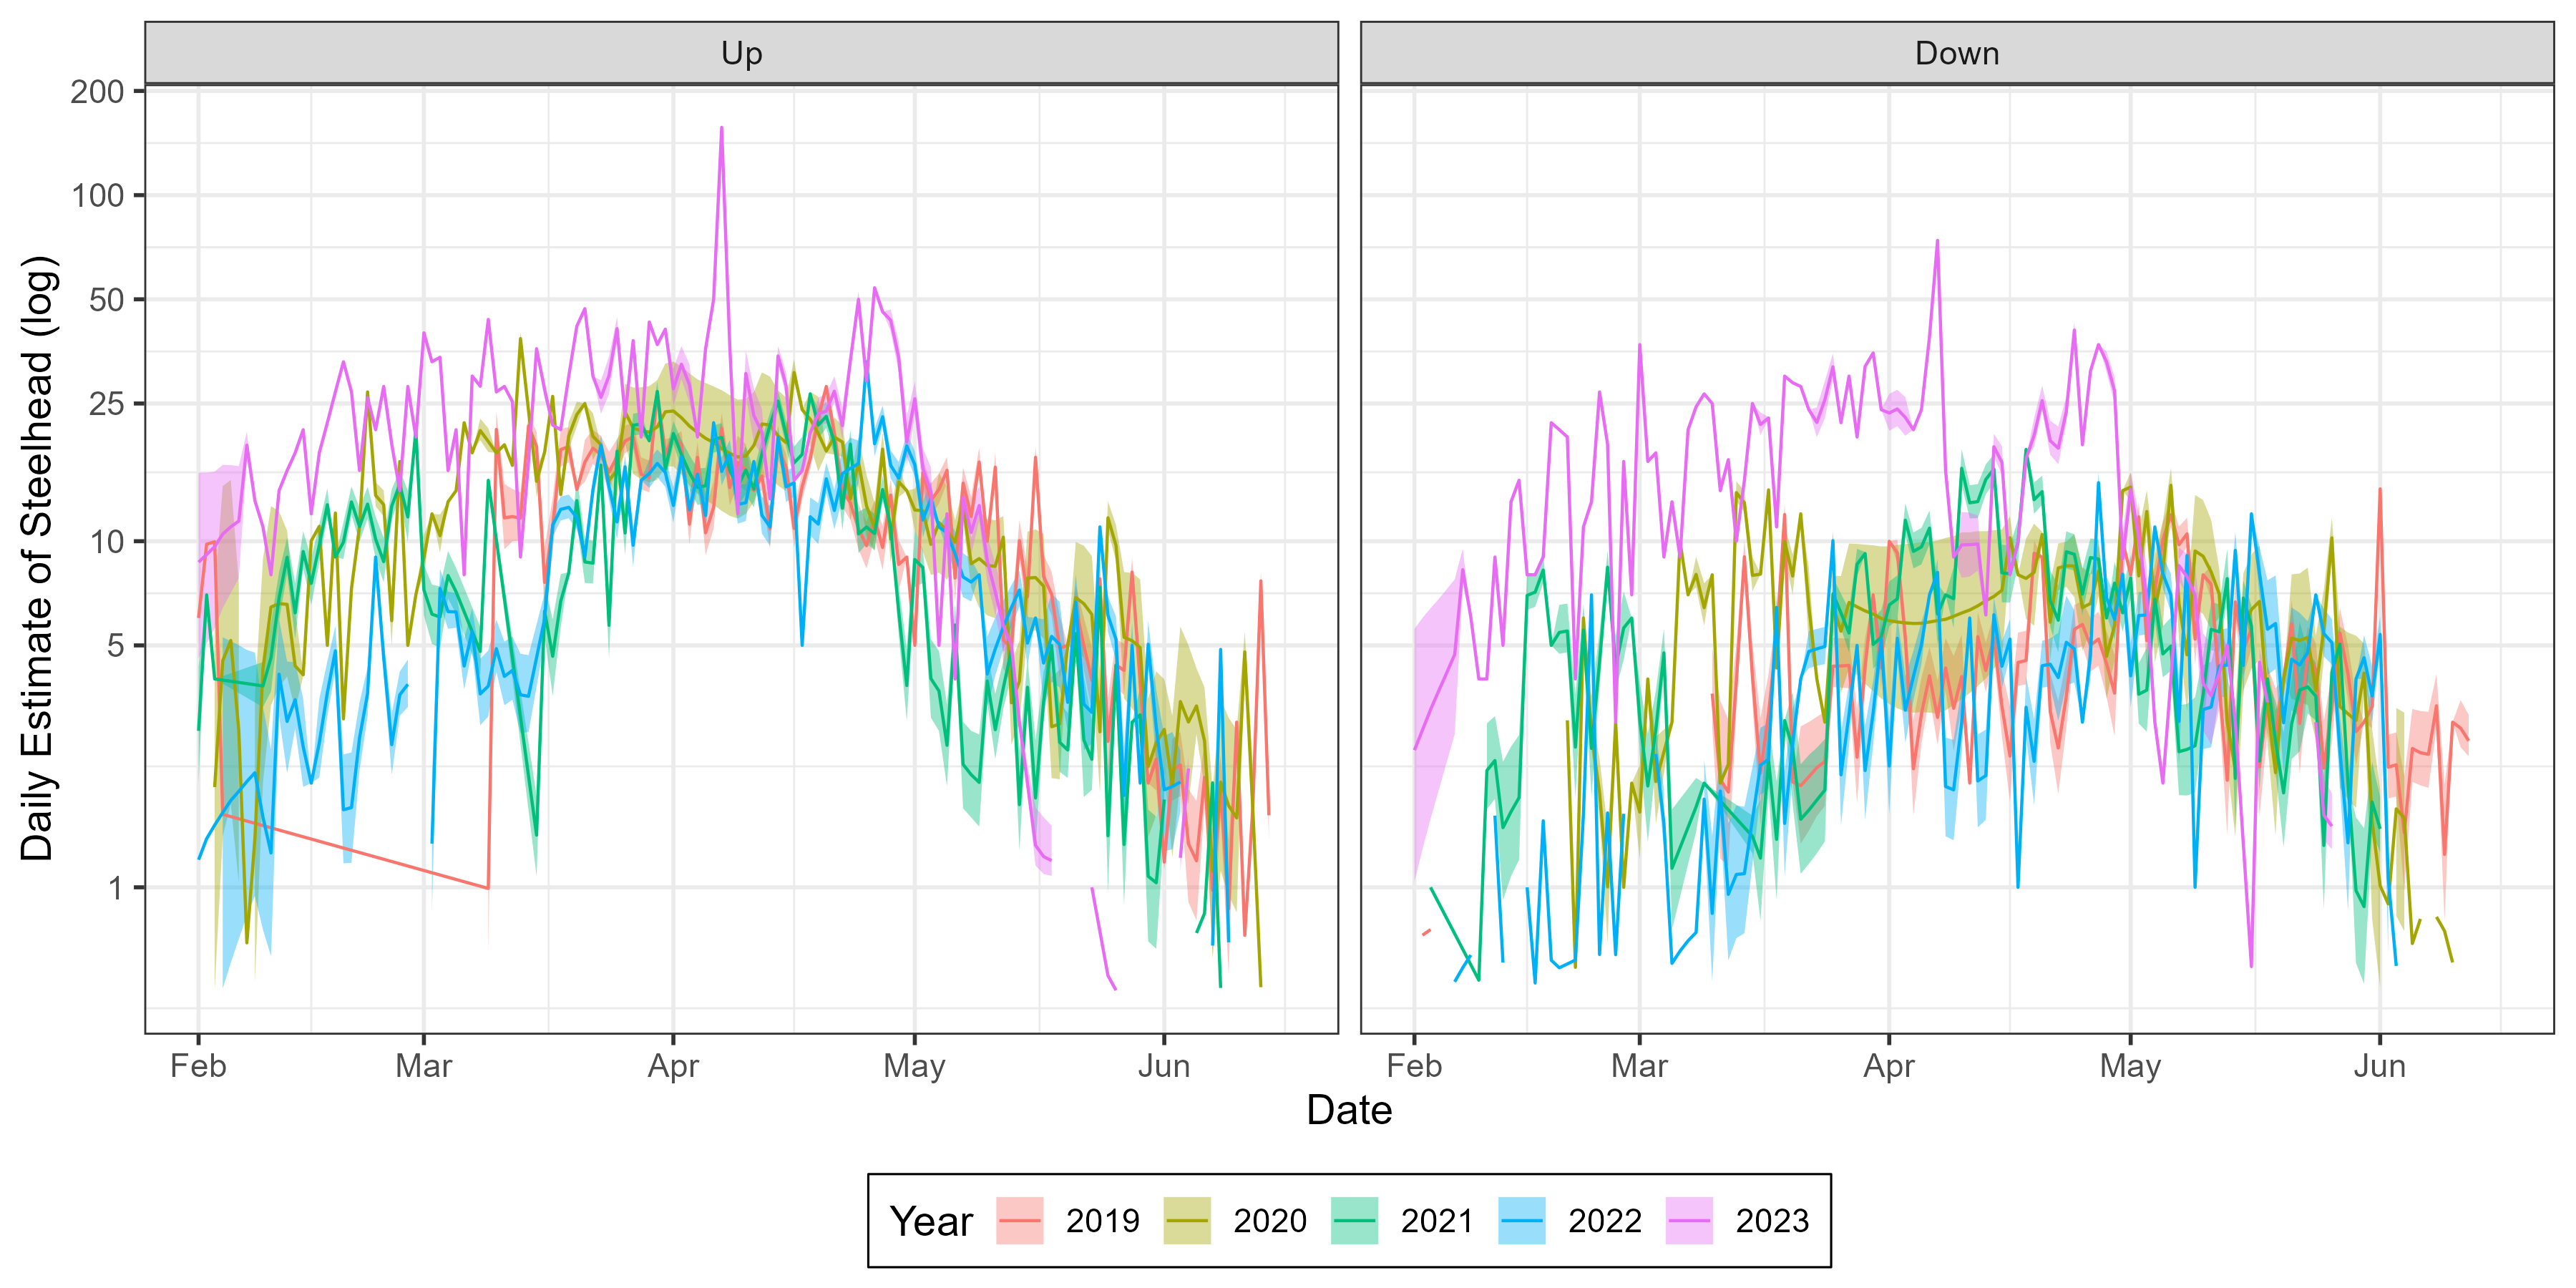 Up Down
Daily Estimate of Steelhead (log)
200
100
50
25
10
5
1
Feb Mar Apr May Jun Feb Mar Apr May Jun
Date
Year 2019 2020 2021 2022 2023